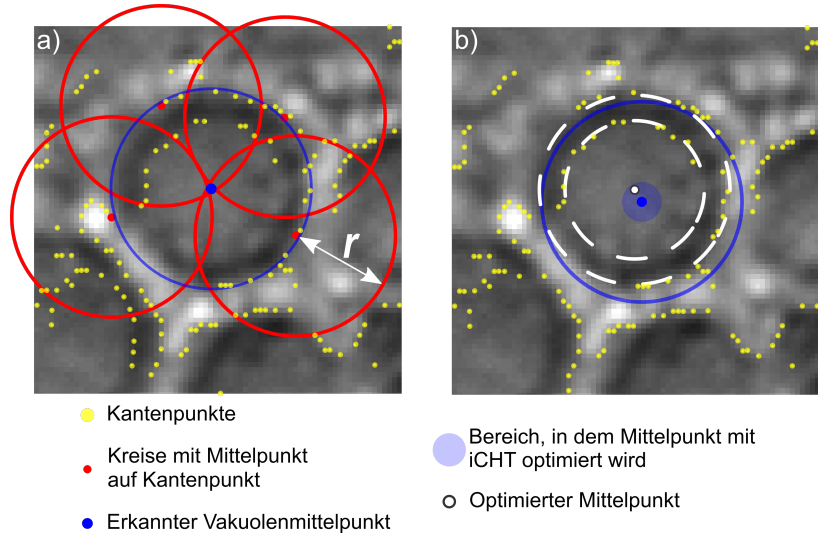 a)
b)
r
Kantenpunkte
Kreise mit Mittelpunkt
auf Kantenpunkt
Erkannter Vakuolenmittelpunkt
Bereich, in dem Mittelpunkt mit
iCHT optimiert wird
Optimierter Mittelpunkt